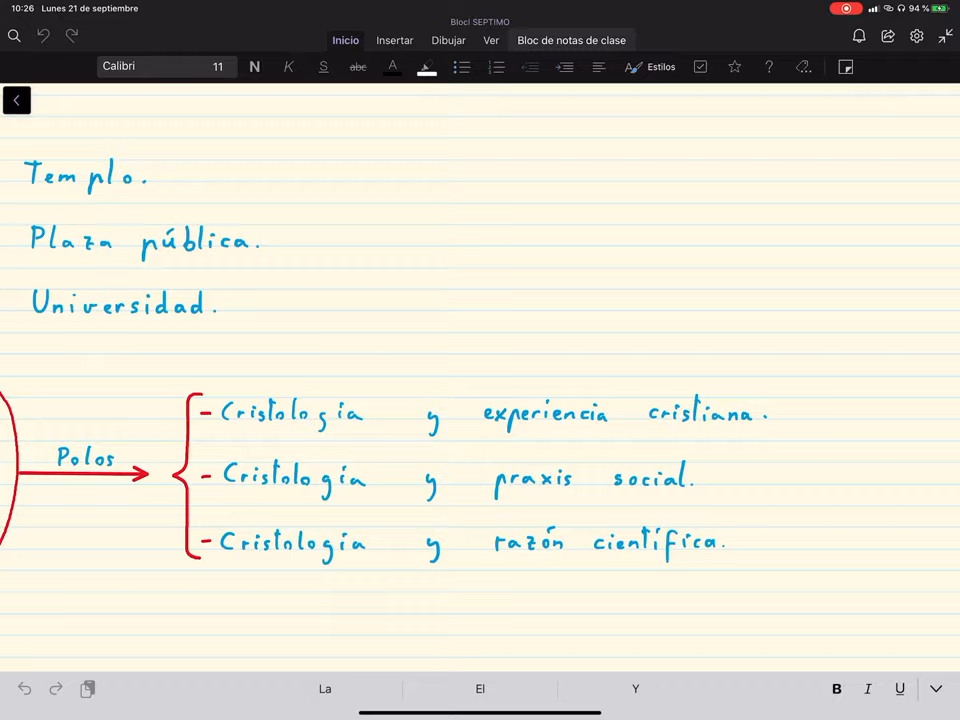 10:26 Lunes 21 de septiembre 94 %
Bloci SEPTIMO
Inicio Insertar Dibujar Ver Bloc de notas de clase
Calibri 11 N K S abc A A Estilos ?
Templo.
Plaza pública.
Universidad.
- Cristología y experiencia cristiana.
Polos
- Cristología y praxis social.
- Cristología y razón científica.
La El Y B I U